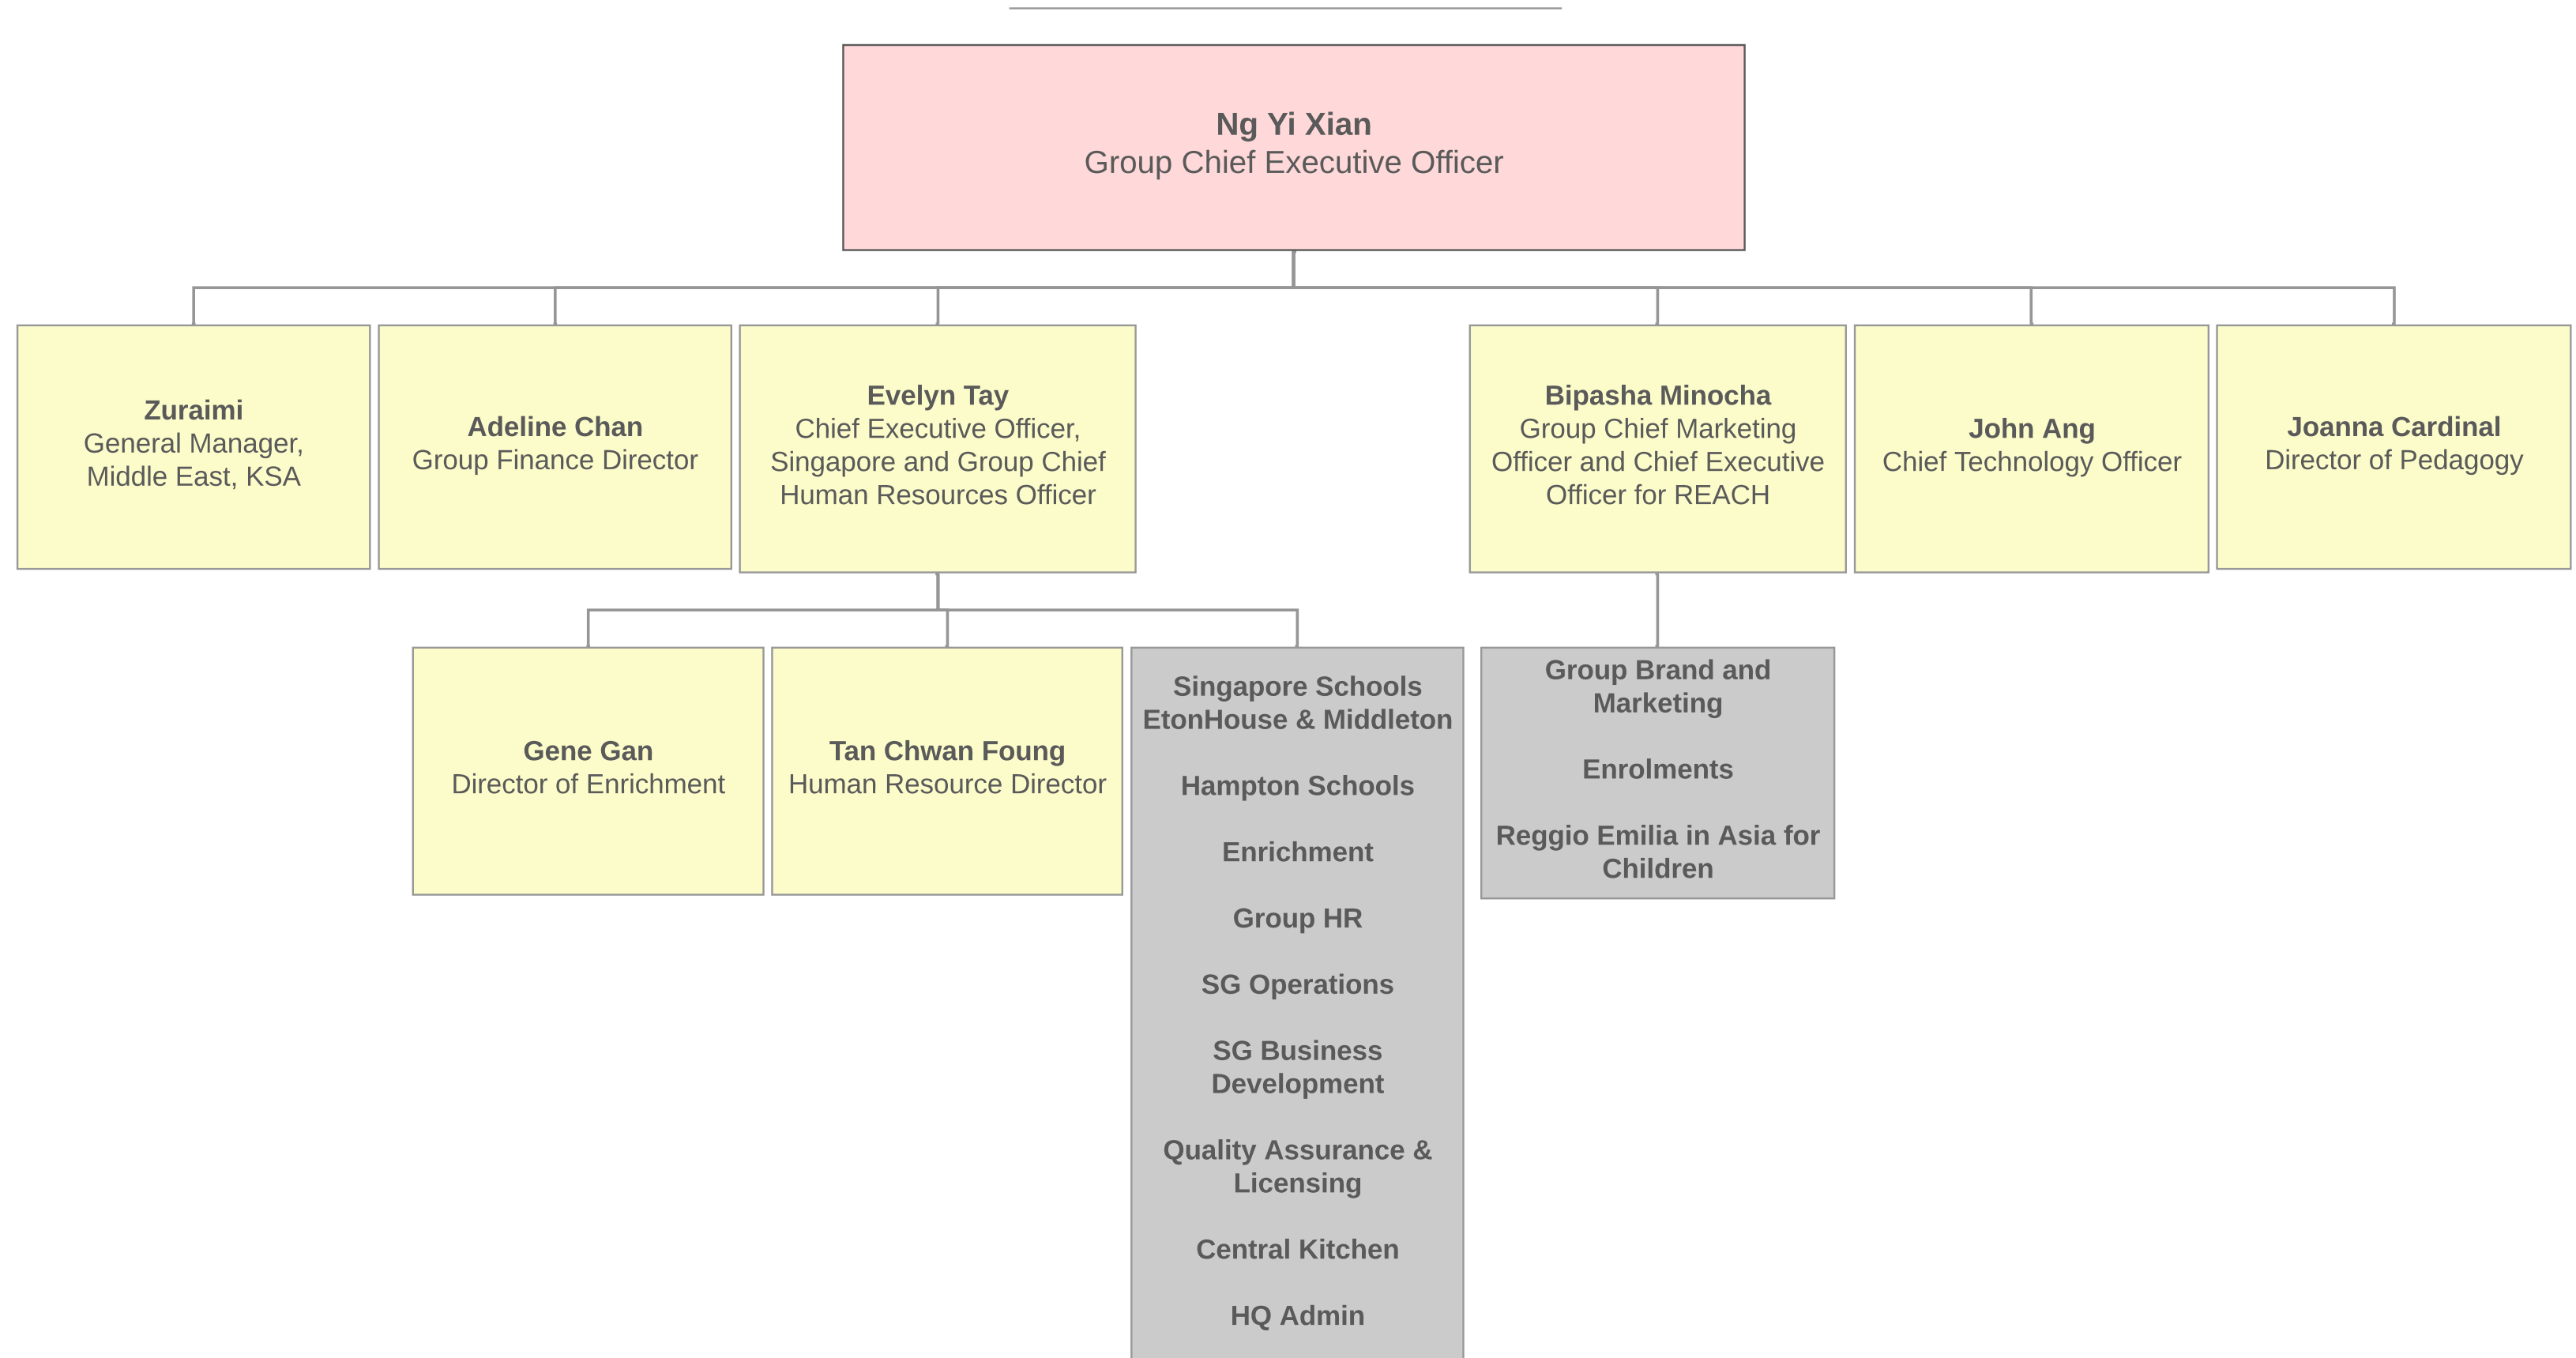 Ng Yi Xian
Group Chief Executive Officer
Zuraimi
General Manager,
Middle East, KSA
Adeline Chan
Group Finance Director
Evelyn Tay
Chief Executive Officer,
Singapore and Group Chief
Human Resources Officer
Bipasha Minocha
Group Chief Marketing
Officer and Chief Executive
Officer for REACH
John Ang
Chief Technology Officer
Joanna Cardinal
Director of Pedagogy
Gene Gan
Director of Enrichment
Tan Chwan Foung
Human Resource Director
Singapore Schools
EtonHouse & Middleton
Hampton Schools
Enrichment
Group HR
SG Operations
SG Business
Development
Quality Assurance &
Licensing
Central Kitchen
HQ Admin
Group Brand and
Marketing
Enrolments
Reggio Emilia in Asia for
Children